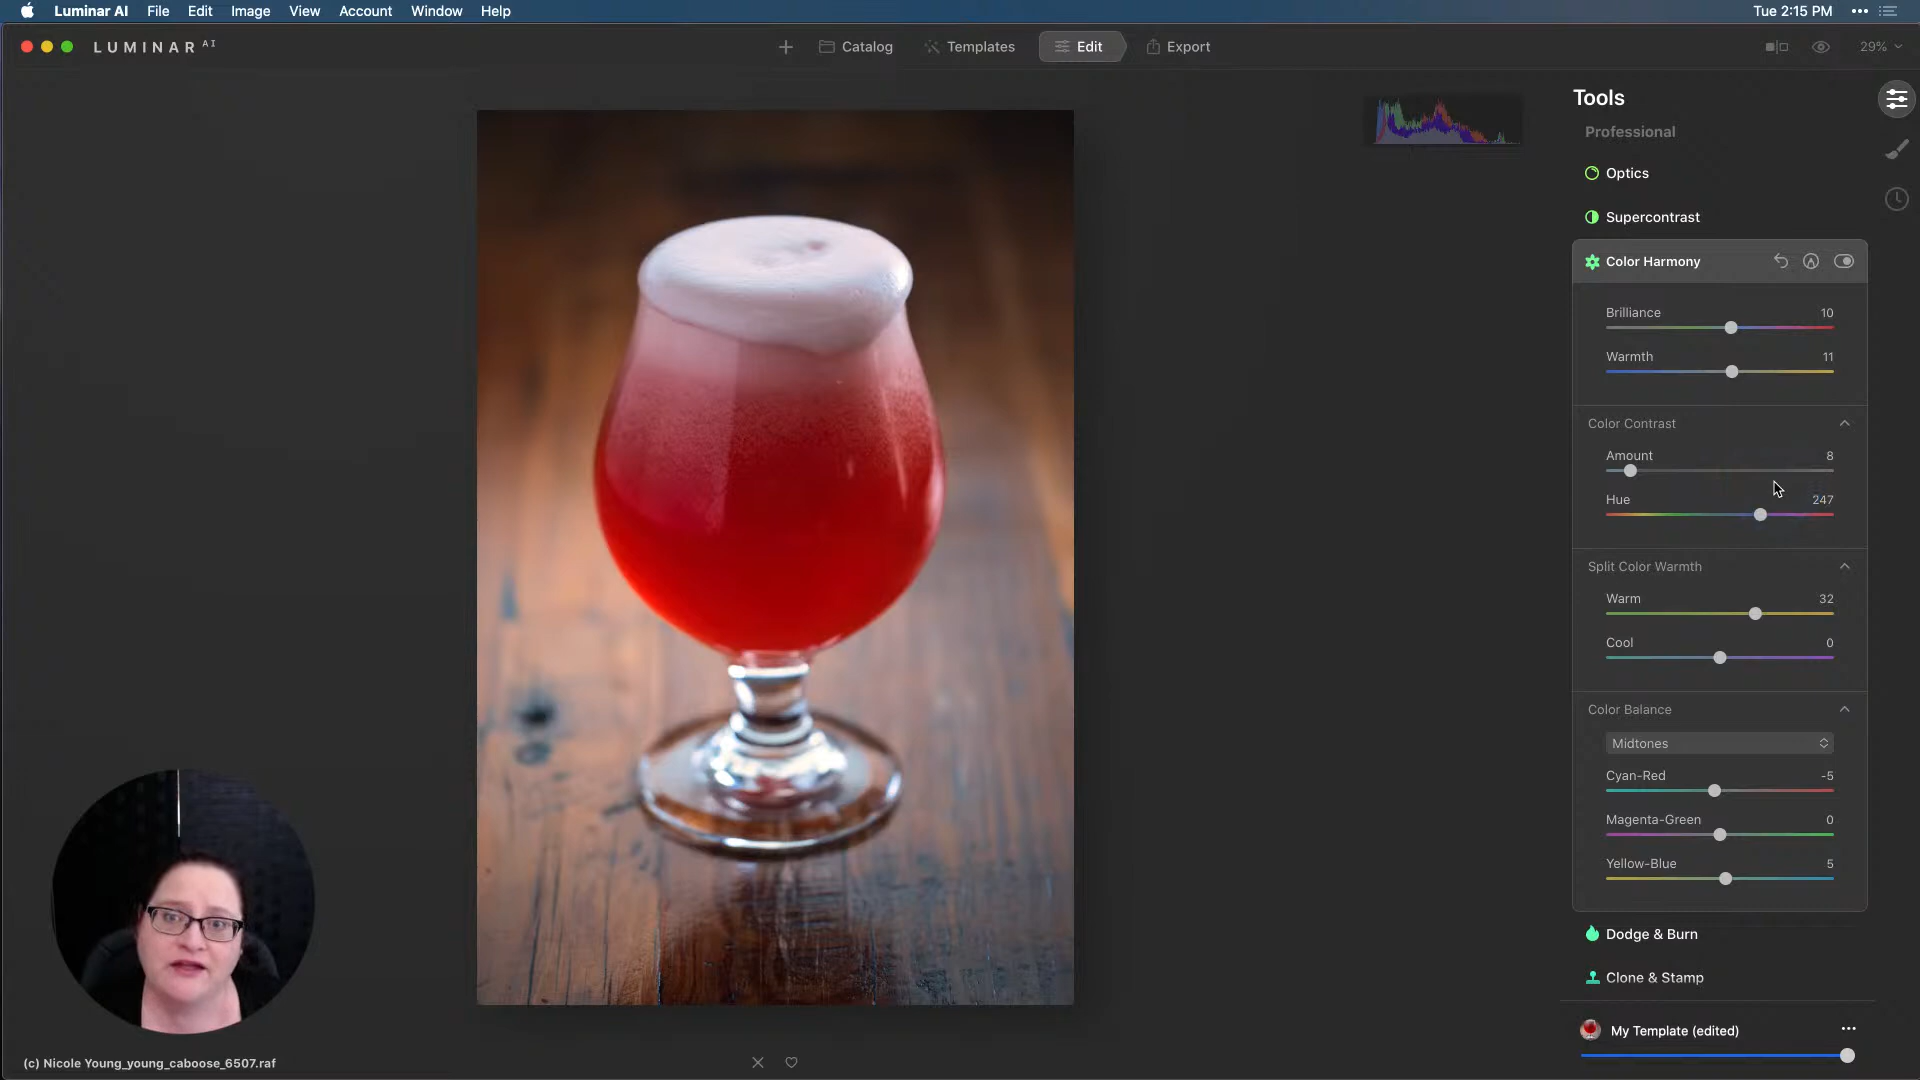 Luminar AI File Edit Image View Account Window Help Tue 2:15 PM
LUMINAR AI Catalog Templates Edit Export 29%
Tools
Professional
Optics
Supercontrast
Color Harmony
Brilliance 10
Warmth 11
Color Contrast
Amount 8
Hue 247
Split Color Warmth
Warm 32
Cool 0
Color Balance
Midtones
Cyan-Red -5
Magenta-Green 0
Yellow-Blue 5
Dodge & Burn
Clone & Stamp
My Template (edited)
(c) Nicole Young_young_caboose_6507.raf